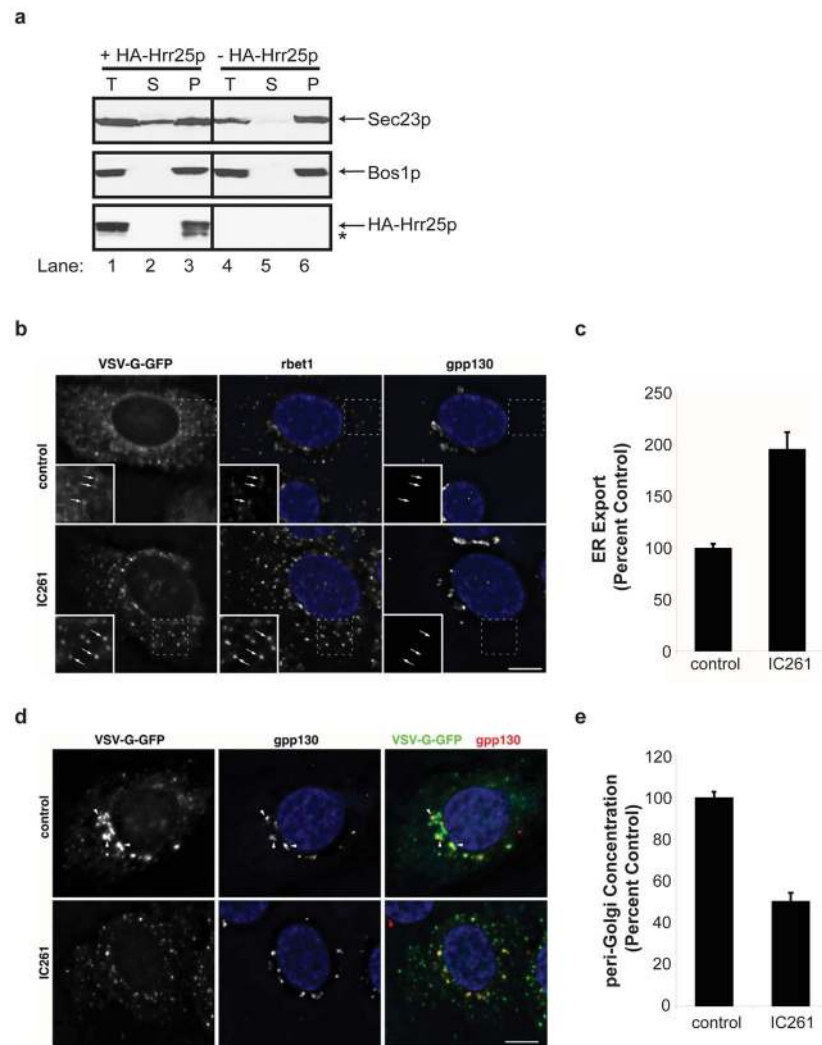 a
+ HA-Hrr25p - HA-Hrr25p
T S P T S P
Sec23p
Bos1p
HA-Hrr25p
*
Lane: 1 2 3 4 5 6
b
VSV-G-GFP rbet1 gpp130
control
IC261
c
ER Export
(Percent Control)
250
200
150
100
50
0
control IC261
d
VSV-G-GFP gpp130 VSV-G-GFP gpp130
control
IC261
e
peri-Golgi Concentration
(Percent Control)
120
100
80
60
40
20
0
control IC261